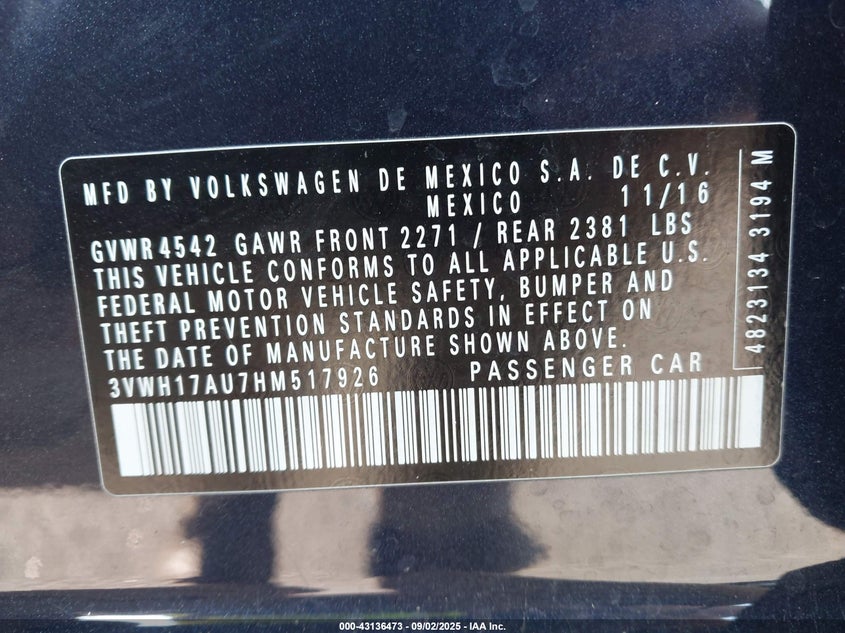 MFD BY VOLKSWAGEN DE MEXICO S.A. DE C.V.
MEXICO 11/16
GVWR4542 GAWR FRONT 2271 / REAR 2381 LBS
THIS VEHICLE CONFORMS TO ALL APPLICABLE U.S.
FEDERAL MOTOR VEHICLE SAFETY, BUMPER AND
THEFT PREVENTION STANDARDS IN EFFECT ON
THE DATE OF MANUFACTURE SHOWN ABOVE.
3VWH17AU7HM517926 PASSENGER CAR
4823134 3194 M
000-43136473 - 09/02/2025 - IAA Inc.